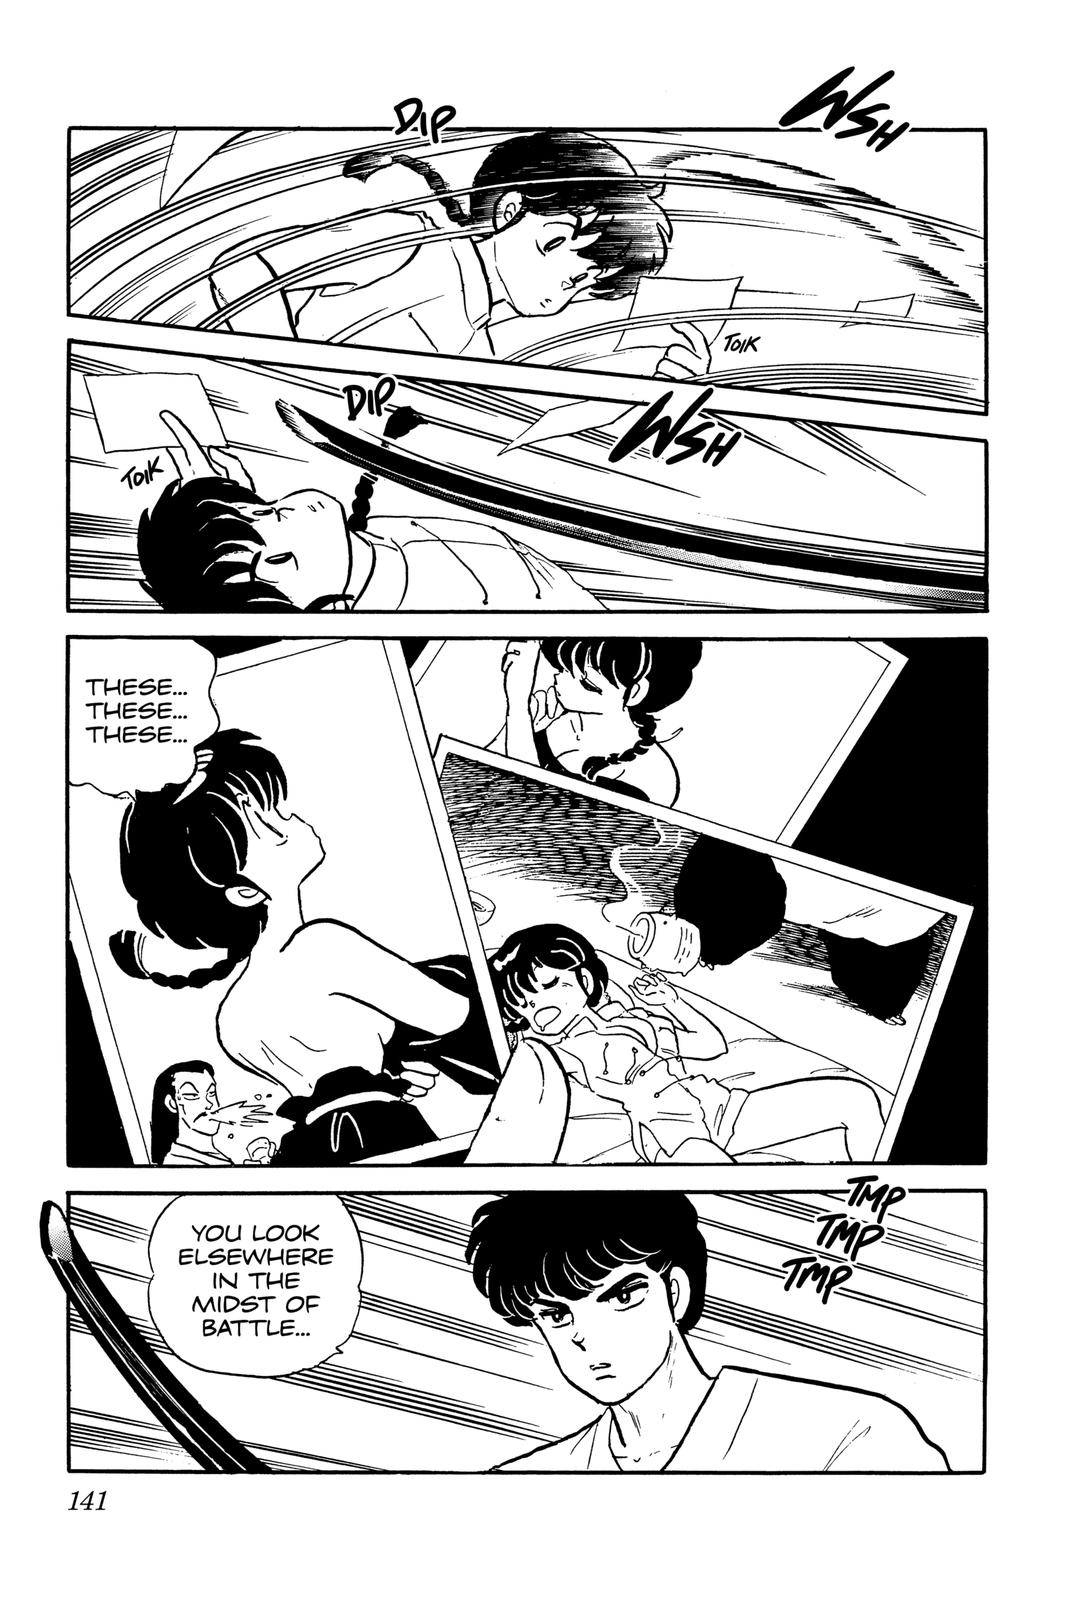 DIP
WSH
TOIK
DIP
WSH
TOIK
THESE...
THESE...
THESE...
TMP
TMP
TMP
YOU LOOK
ELSEWHERE
IN THE
MIDST OF
BATTLE...
141